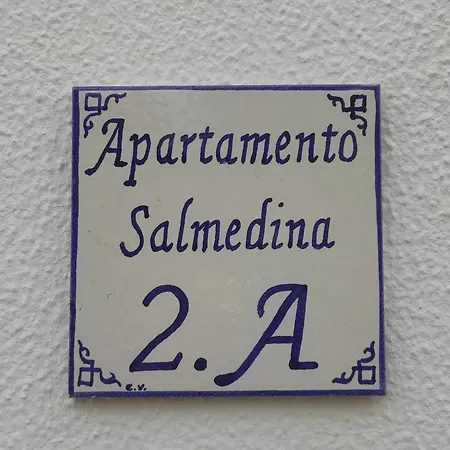 Apartamento
Salmedina
2. A
e.v.